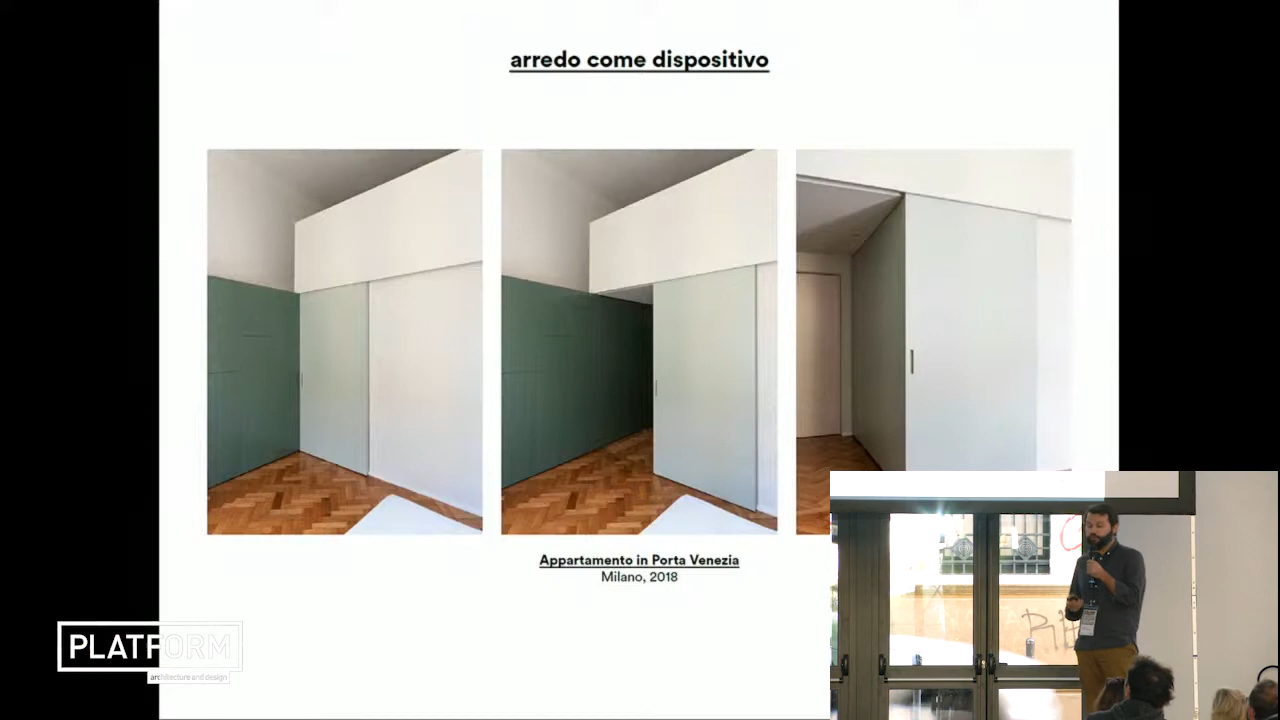 arredo come dispositivo
Appartamento in Porta Venezia
Milano, 2018
PLATFORM
architecture and design